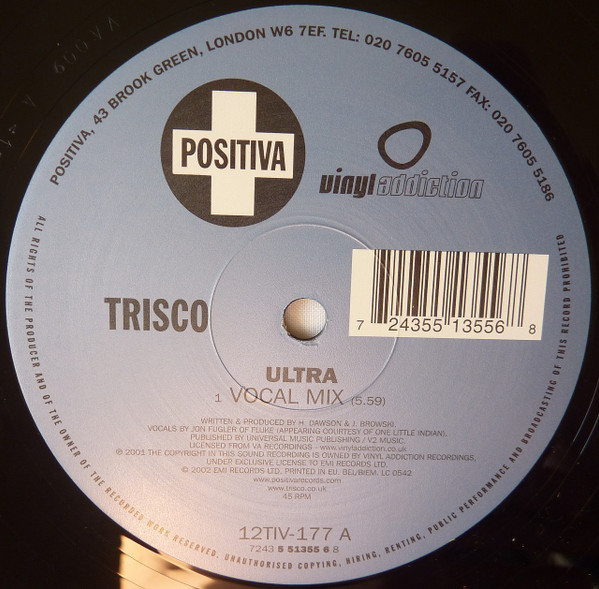 POSITIVA, 43 BROOK GREEN, LONDON W6 7EF. TEL: 020 7605 5157 FAX: 020 7605 5186
POSITIVA
vinyl addiction
7 24355 13556 8
TRISCO
ULTRA
1 VOCAL MIX (5.59)
WRITTEN & PRODUCED BY H. DAWSON & J. BROWSKI.
VOCALS BY JON FUGLER OF FLUKE (APPEARING COURTESY OF ONE LITTLE INDIAN).
PUBLISHED BY UNIVERSAL MUSIC PUBLISHING / V2 MUSIC.
LICENSED FROM VA RECORDINGS - www.vinyladdiction.co.uk
℗ 2001 THE COPYRIGHT IN THIS SOUND RECORDING IS OWNED BY VINYL ADDICTION RECORDINGS,
UNDER EXCLUSIVE LICENSE TO EMI RECORDS LTD.
© 2002 EMI RECORDS LTD. PRINTED IN EU. BEL/BIEM. LC 0542
www.positivarecords.com
www.trisco.co.uk
45 RPM
12TIV-177 A
7243 5 51355 6 8
ALL RIGHTS OF THE PRODUCER AND OF THE OWNER OF THE RECORDED WORK RESERVED. UNAUTHORISED COPYING, HIRING, RENTING, PUBLIC PERFORMANCE AND BROADCASTING OF THIS RECORD PROHIBITED